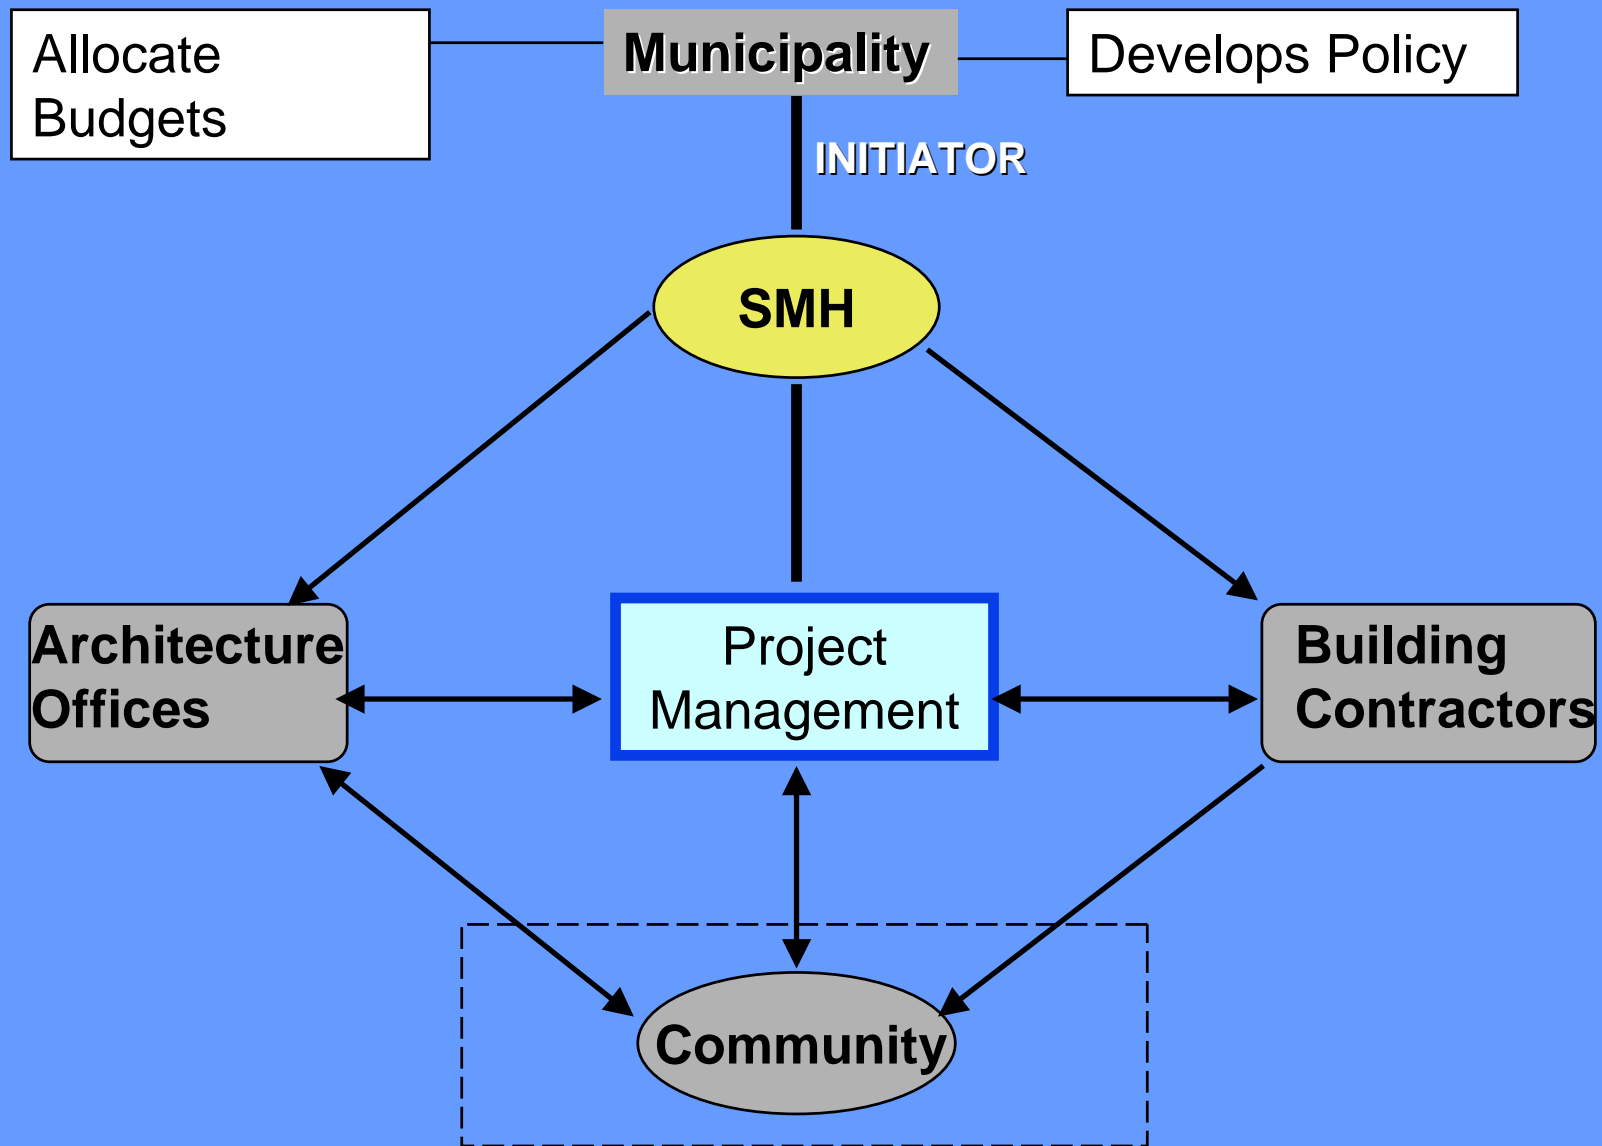 Allocate
Budgets
Municipality
Develops Policy
INITIATOR
SMH
Architecture
Offices
Project
Management
Building
Contractors
Community